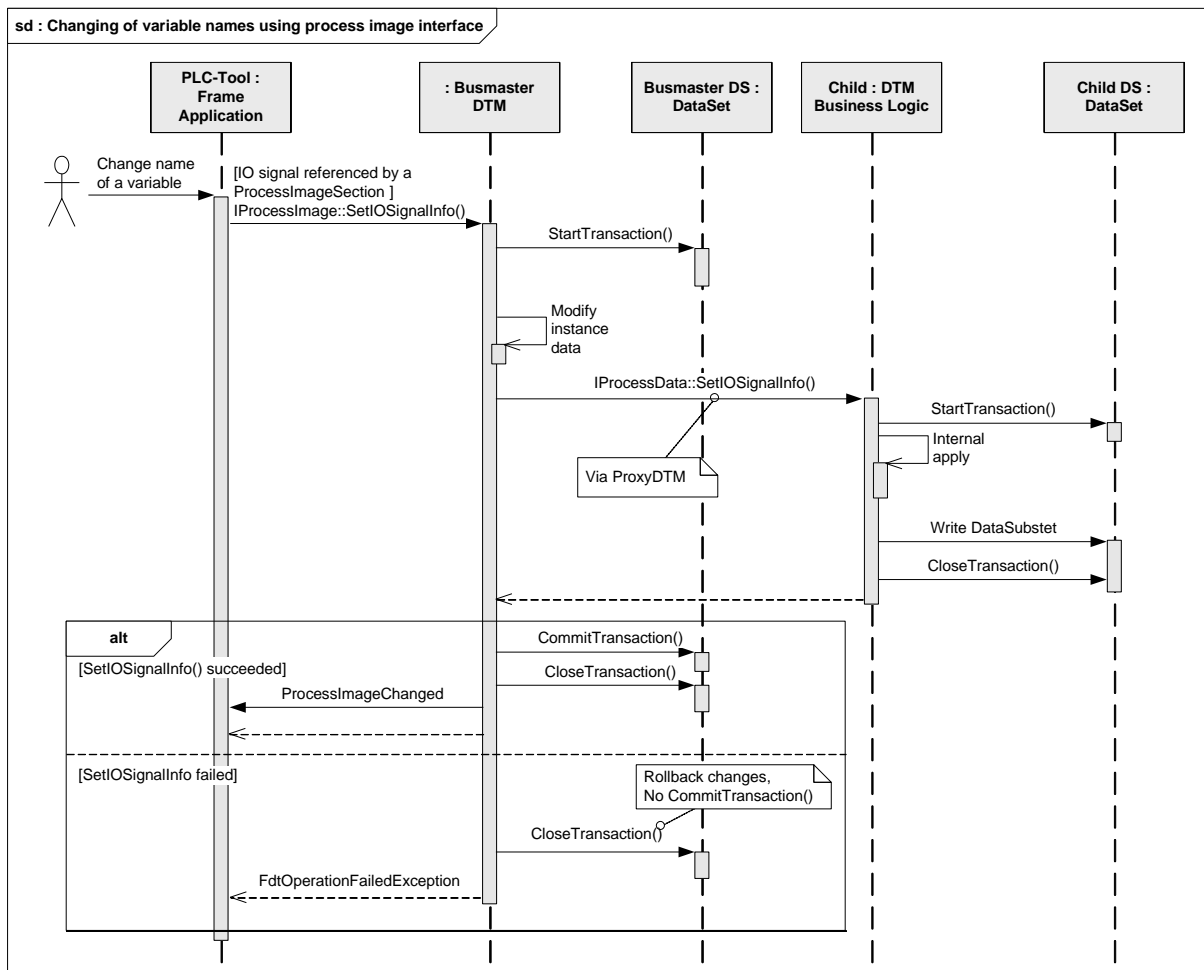 sd : Changing of variable names using process image interface
PLC-Tool :
Frame
Application
: Busmaster
DTM
Busmaster DS :
DataSet
Child : DTM
Business Logic
Child DS :
DataSet
Change name
of a variable
[IO signal referenced by a
ProcessImageSection ]
IProcessImage::SetIOSignalInfo()
StartTransaction()
Modify
instance
data
IProcessData::SetIOSignalInfo()
StartTransaction()
Internal
apply
Via ProxyDTM
Write DataSubstet
CloseTransaction()
alt
CommitTransaction()
[SetIOSignalInfo() succeeded]
CloseTransaction()
ProcessImageChanged
[SetIOSignalInfo failed]
Rollback changes,
No CommitTransaction()
CloseTransaction()
FdtOperationFailedException